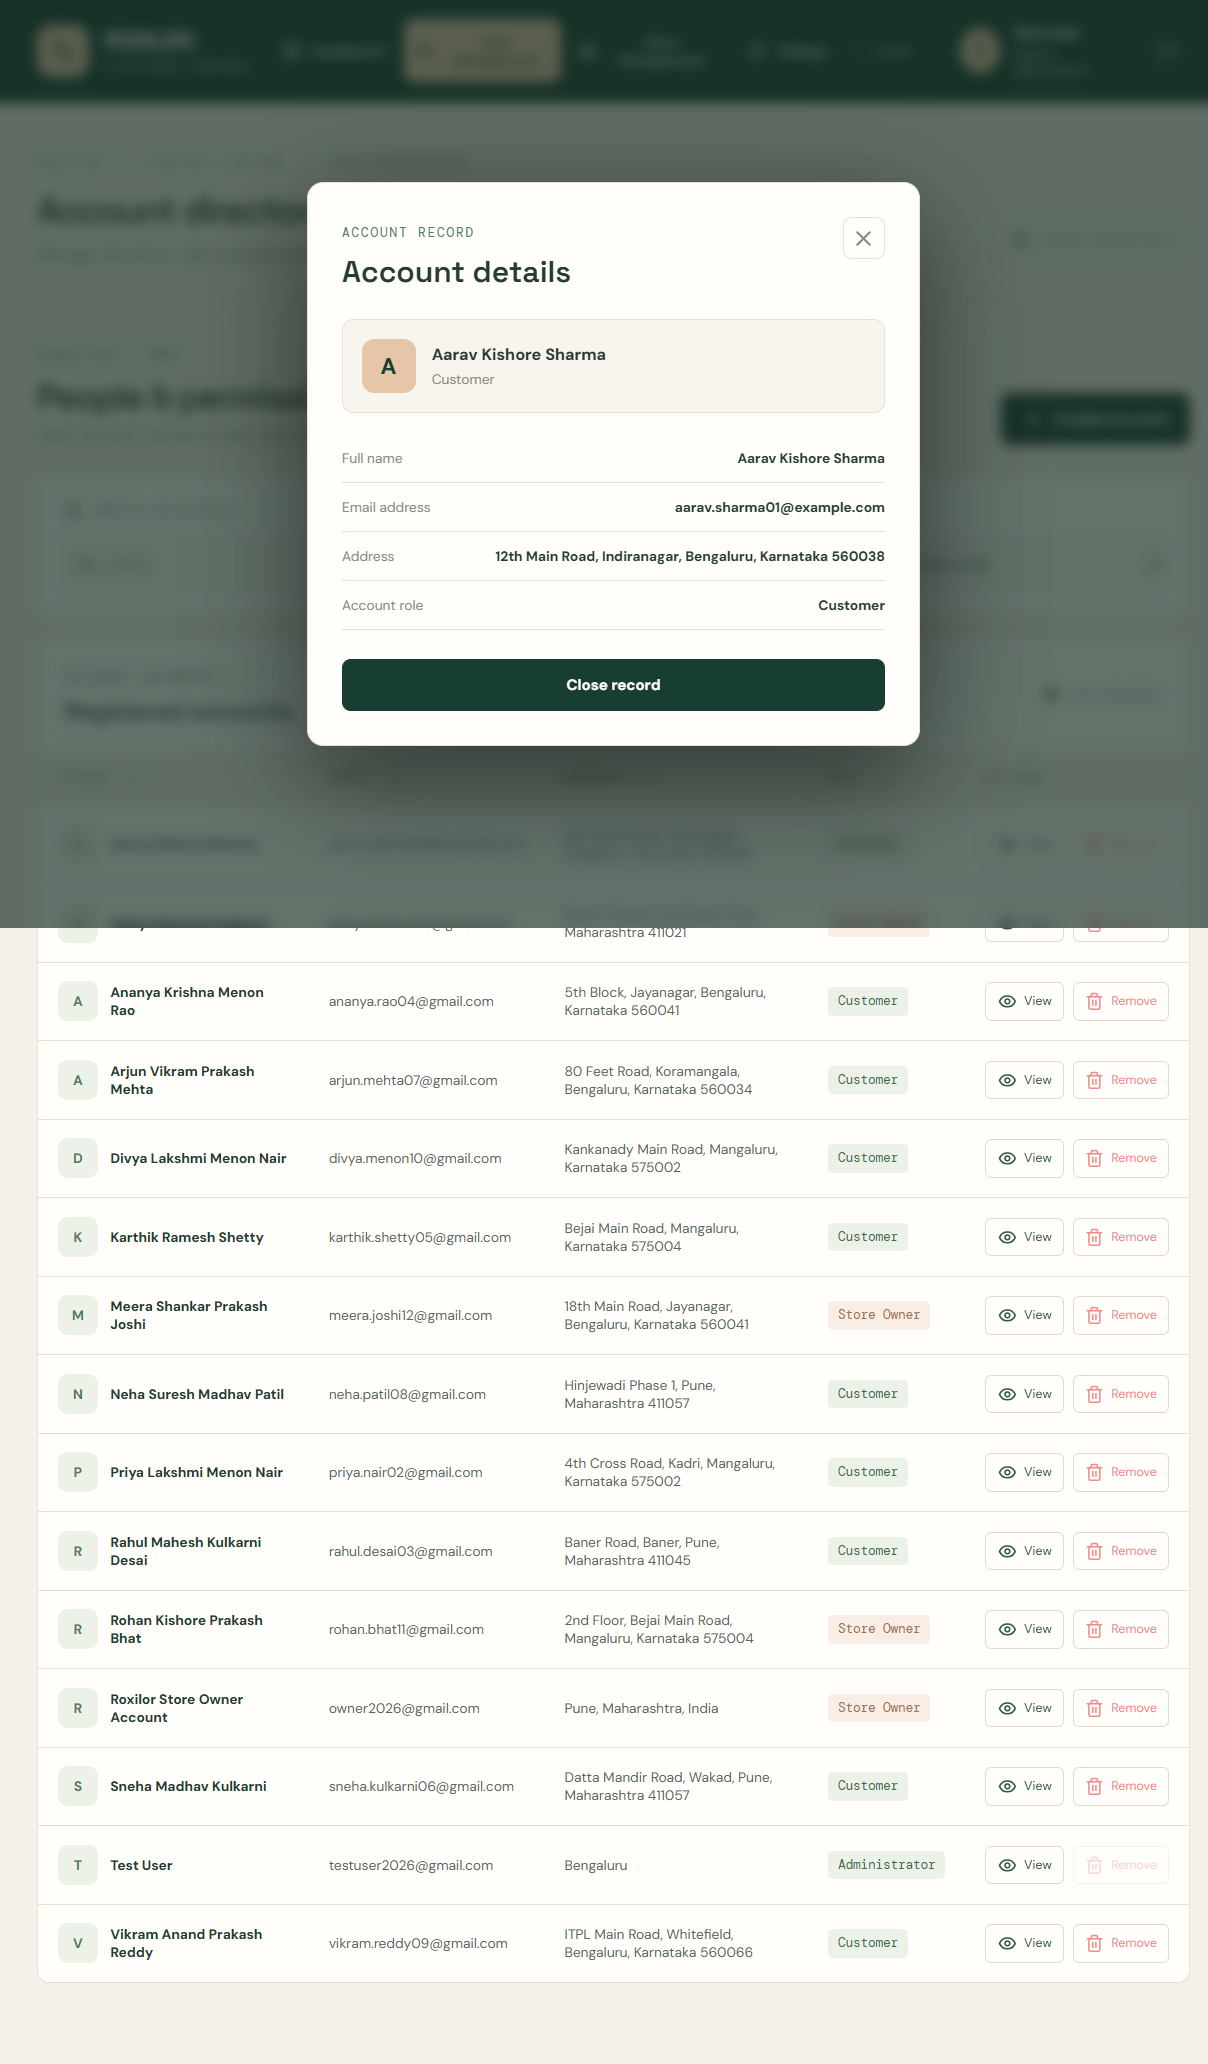 Account director
People & permiss
Registered accounts
ACCOUNT RECORD
Account details
A
Aarav Kishore Sharma
Customer
Full name
Aarav Kishore Sharma
Email address
aarav.sharma01@example.com
Address
12th Main Road, Indiranagar, Bengaluru, Karnataka 560038
Account role
Customer
Close record
Maharashtra 411021
A
Ananya Krishna Menon
Rao
ananya.rao04@gmail.com
5th Block, Jayanagar, Bengaluru,
Karnataka 560041
Customer
View
Remove
A
Arjun Vikram Prakash
Mehta
arjun.mehta07@gmail.com
80 Feet Road, Koramangala,
Bengaluru, Karnataka 560034
Customer
View
Remove
D
Divya Lakshmi Menon Nair
divya.menon10@gmail.com
Kankanady Main Road, Mangaluru,
Karnataka 575002
Customer
View
Remove
K
Karthik Ramesh Shetty
karthik.shetty05@gmail.com
Bejai Main Road, Mangaluru,
Karnataka 575004
Customer
View
Remove
M
Meera Shankar Prakash
Joshi
meera.joshi12@gmail.com
18th Main Road, Jayanagar,
Bengaluru, Karnataka 560041
Store Owner
View
Remove
N
Neha Suresh Madhav Patil
neha.patil08@gmail.com
Hinjewadi Phase 1, Pune,
Maharashtra 411057
Customer
View
Remove
P
Priya Lakshmi Menon Nair
priya.nair02@gmail.com
4th Cross Road, Kadri, Mangaluru,
Karnataka 575002
Customer
View
Remove
R
Rahul Mahesh Kulkarni
Desai
rahul.desai03@gmail.com
Baner Road, Baner, Pune,
Maharashtra 411045
Customer
View
Remove
R
Rohan Kishore Prakash
Bhat
rohan.bhat11@gmail.com
2nd Floor, Bejai Main Road,
Mangaluru, Karnataka 575004
Store Owner
View
Remove
R
Roxilor Store Owner
Account
owner2026@gmail.com
Pune, Maharashtra, India
Store Owner
View
Remove
S
Sneha Madhav Kulkarni
sneha.kulkarni06@gmail.com
Datta Mandir Road, Wakad, Pune,
Maharashtra 411057
Customer
View
Remove
T
Test User
testuser2026@gmail.com
Bengaluru
Administrator
View
Remove
V
Vikram Anand Prakash
Reddy
vikram.reddy09@gmail.com
ITPL Main Road, Whitefield,
Bengaluru, Karnataka 560066
Customer
View
Remove